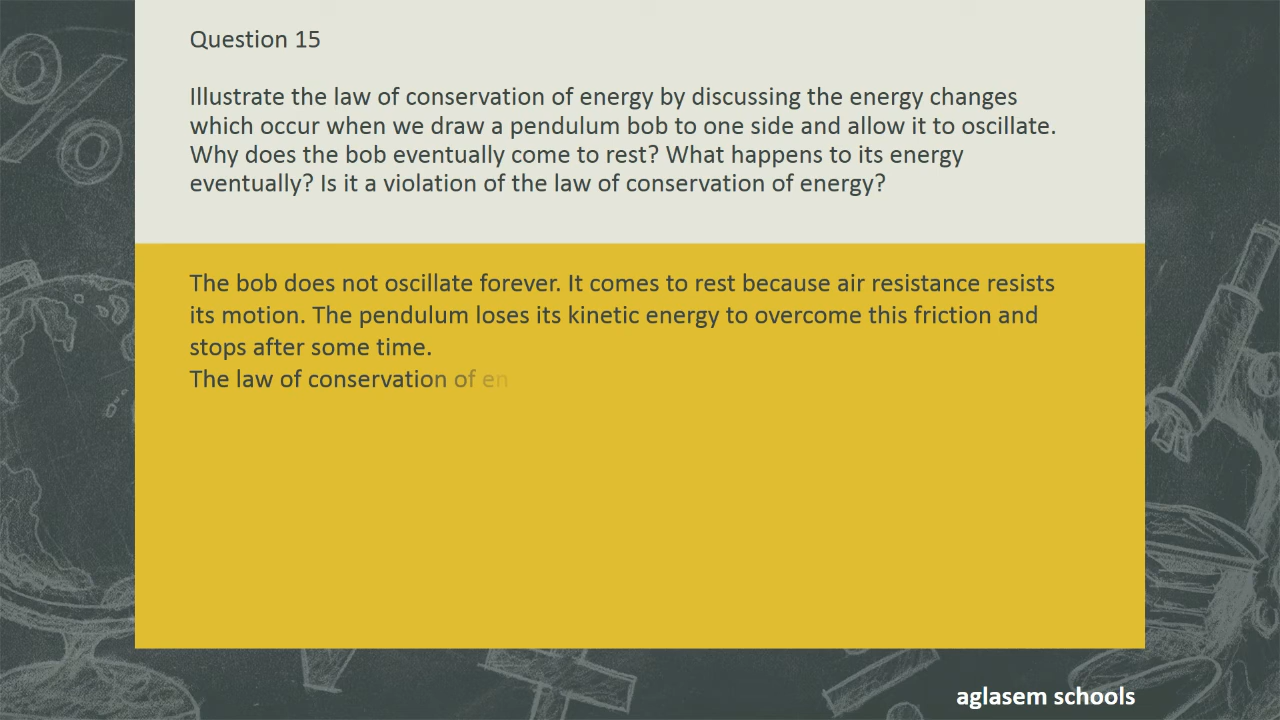 Question 15
Illustrate the law of conservation of energy by discussing the energy changes
which occur when we draw a pendulum bob to one side and allow it to oscillate.
Why does the bob eventually come to rest? What happens to its energy
eventually? Is it a violation of the law of conservation of energy?
The bob does not oscillate forever. It comes to rest because air resistance resists
its motion. The pendulum loses its kinetic energy to overcome this friction and
stops after some time.
The law of conservation of en
aglasem schools